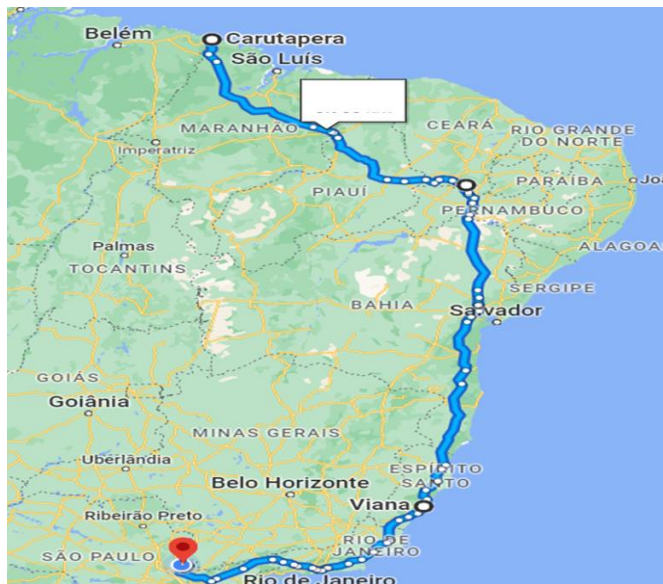 Belém
Carutapera
São Luís
MARANHÃO
CEARÁ
RIO GRANDE
DO NORTE
Imperatriz
PIAUÍ
PARAÍBA
PERNAMBUCO
Palmas
TOCANTINS
ALAGOA
SERGIPE
BAHIA
Salvador
GOIÁS
Goiânia
MINAS GERAIS
Uberlândia
ESPÍRITO
SANTO
Belo Horizonte
Viana
Ribeirão Preto
RIO DE
JANEIRO
SÃO PAULO
Rio de Janeiro